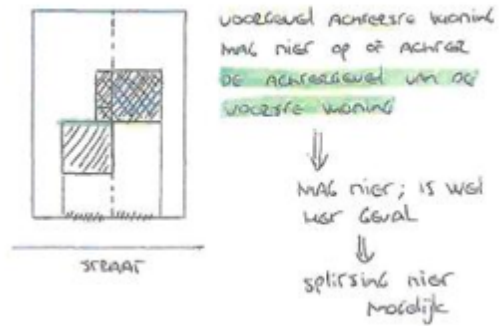 VOORGEVEL ACHTERSTE WONING
MAG NIET OP OF ACHTER
DE ACHTERGEVEL VAN DE
VOORSTE WONING
MAG NIET; IS WEL
HET GEVAL
SPLITSING NIET
MOGELIJK
STRAAT